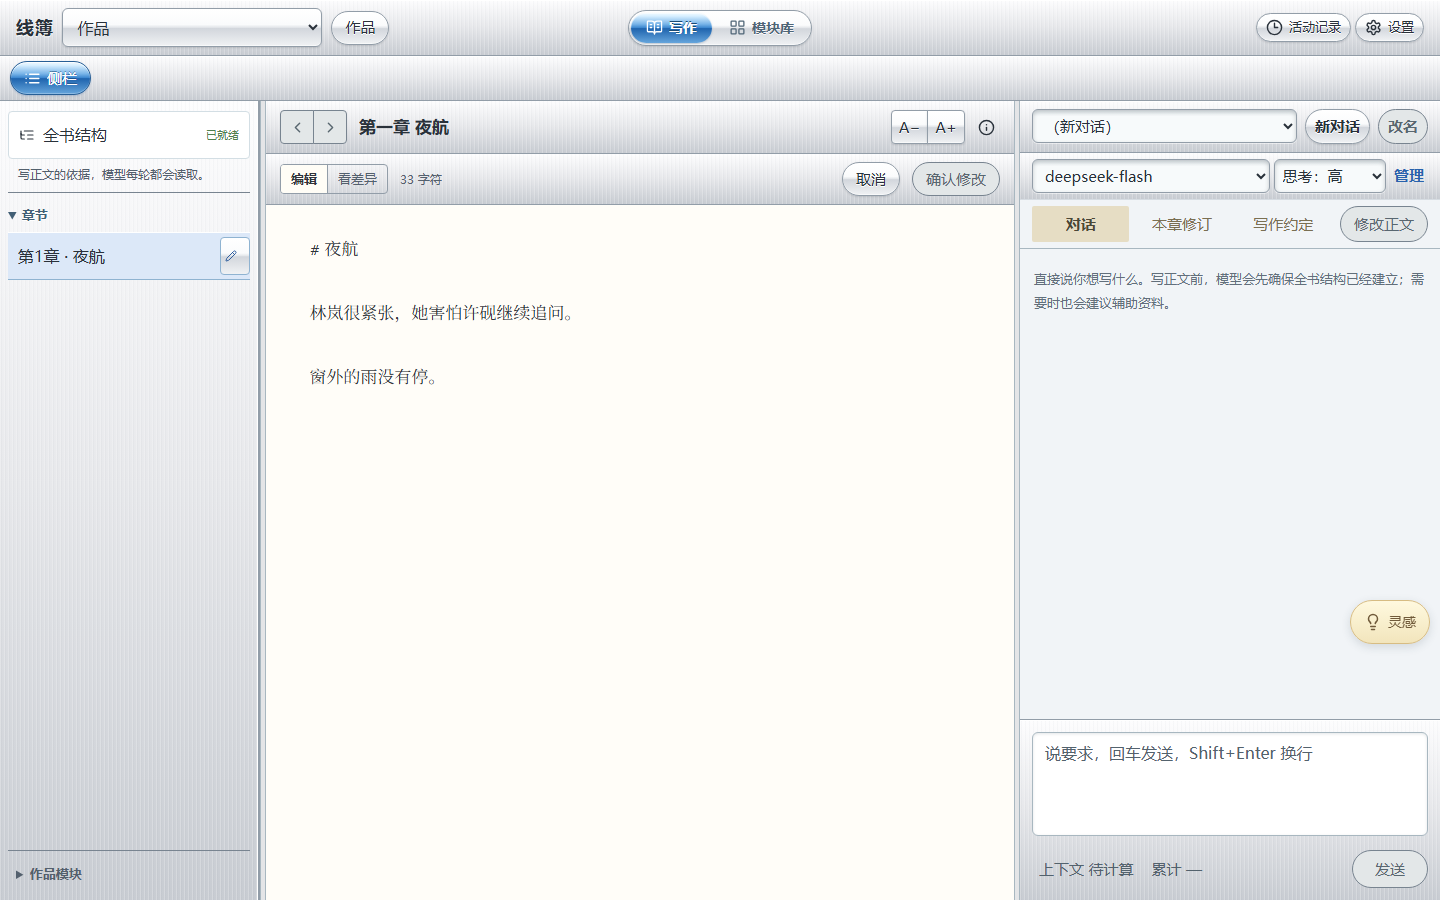 线簿 作品 作品 写作 模块库 活动记录 设置
侧栏
全书结构 已就绪
写正文的依据，模型每轮都会读取。
▼ 章节
第1章 · 夜航
▶ 作品模块
第一章 夜航 A− A+
编辑 看差异 33 字符 取消 确认修改
# 夜航
林岚很紧张，她害怕许砚继续追问。
窗外的雨没有停。
（新对话） 新对话 改名
deepseek-flash 思考：高 管理
对话 本章修订 写作约定 修改正文
直接说你想写什么。写正文前，模型会先确保全书结构已经建立；需
要时也会建议辅助资料。
灵感
说要求，回车发送，Shift+Enter 换行
上下文 待计算 累计 — 发送